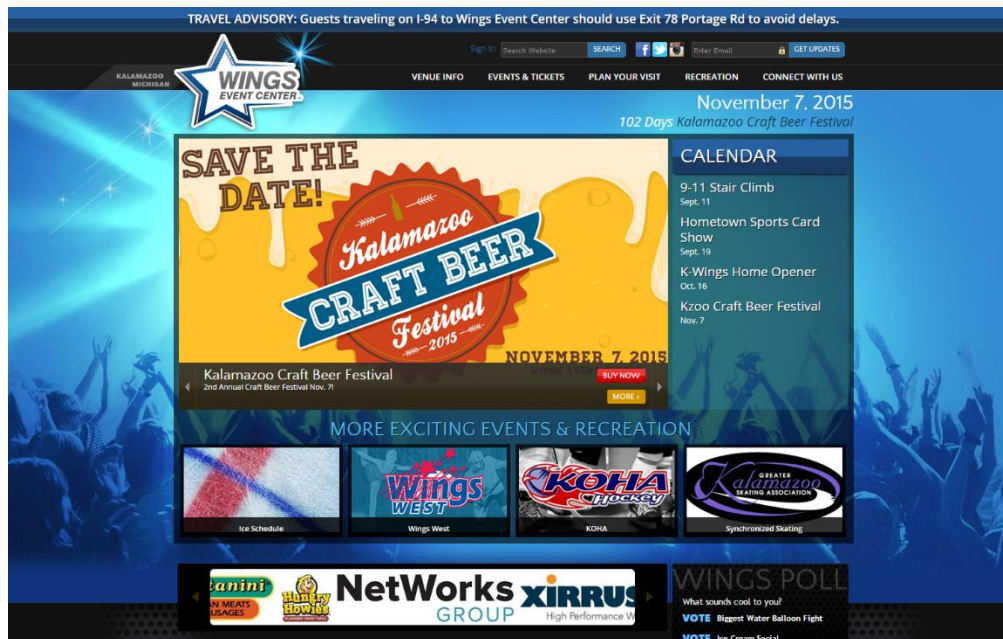 TRAVEL ADVISORY: Guests traveling on I-94 to Wings Event Center should use Exit 78 Portage Rd to avoid delays.
Sign In Search Website SEARCH Enter Email GET UPDATES
KALAMAZOO
MICHIGAN
WINGS
EVENT CENTER
VENUE INFO EVENTS & TICKETS PLAN YOUR VISIT RECREATION CONNECT WITH US
November 7, 2015
102 Days Kalamazoo Craft Beer Festival
SAVE THE
DATE!
Kalamazoo
CRAFT BEER
Festival
2015
NOVEMBER 7, 2015
Kalamazoo Craft Beer Festival
2nd Annual Craft Beer Festival Nov. 7!
BUY NOW
MORE ›
CALENDAR
9-11 Stair Climb
Sept. 11
Hometown Sports Card
Show
Sept. 19
K-Wings Home Opener
Oct. 16
Kzoo Craft Beer Festival
Nov. 7
MORE EXCITING EVENTS & RECREATION
Wings
WEST
KOHA
Hockey
GREATER
Kalamazoo
SKATING ASSOCIATION
Ice Schedule
Wings West
KOHA
Synchronized Skating
Hungry
Howie's
NetWorks
GROUP
XIRRUS
High Performance W
WINGS POLL
What sounds cool to you?
VOTE Biggest Water Balloon Fight
VOTE Ice Cream Social